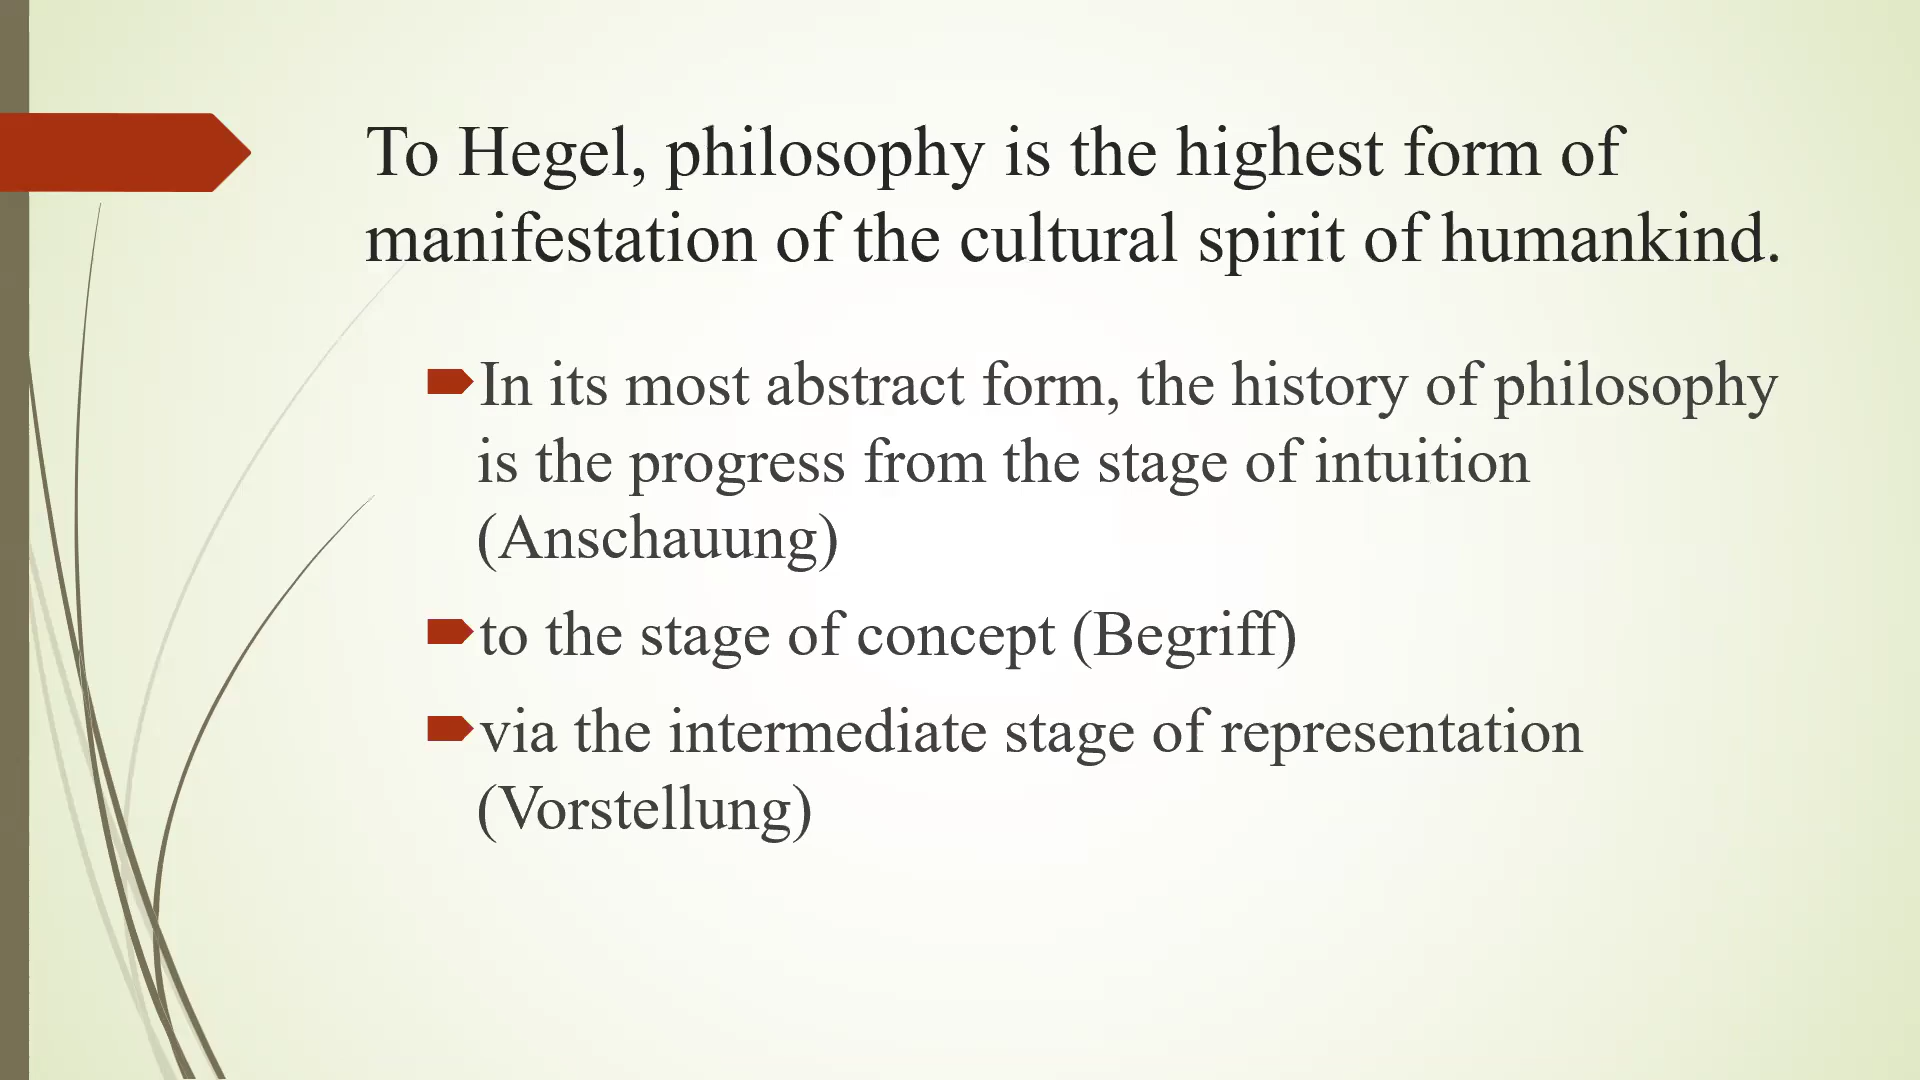 To Hegel, philosophy is the highest form of
manifestation of the cultural spirit of humankind.
In its most abstract form, the history of philosophy
is the progress from the stage of intuition
(Anschauung)
to the stage of concept (Begriff)
via the intermediate stage of representation
(Vorstellung)